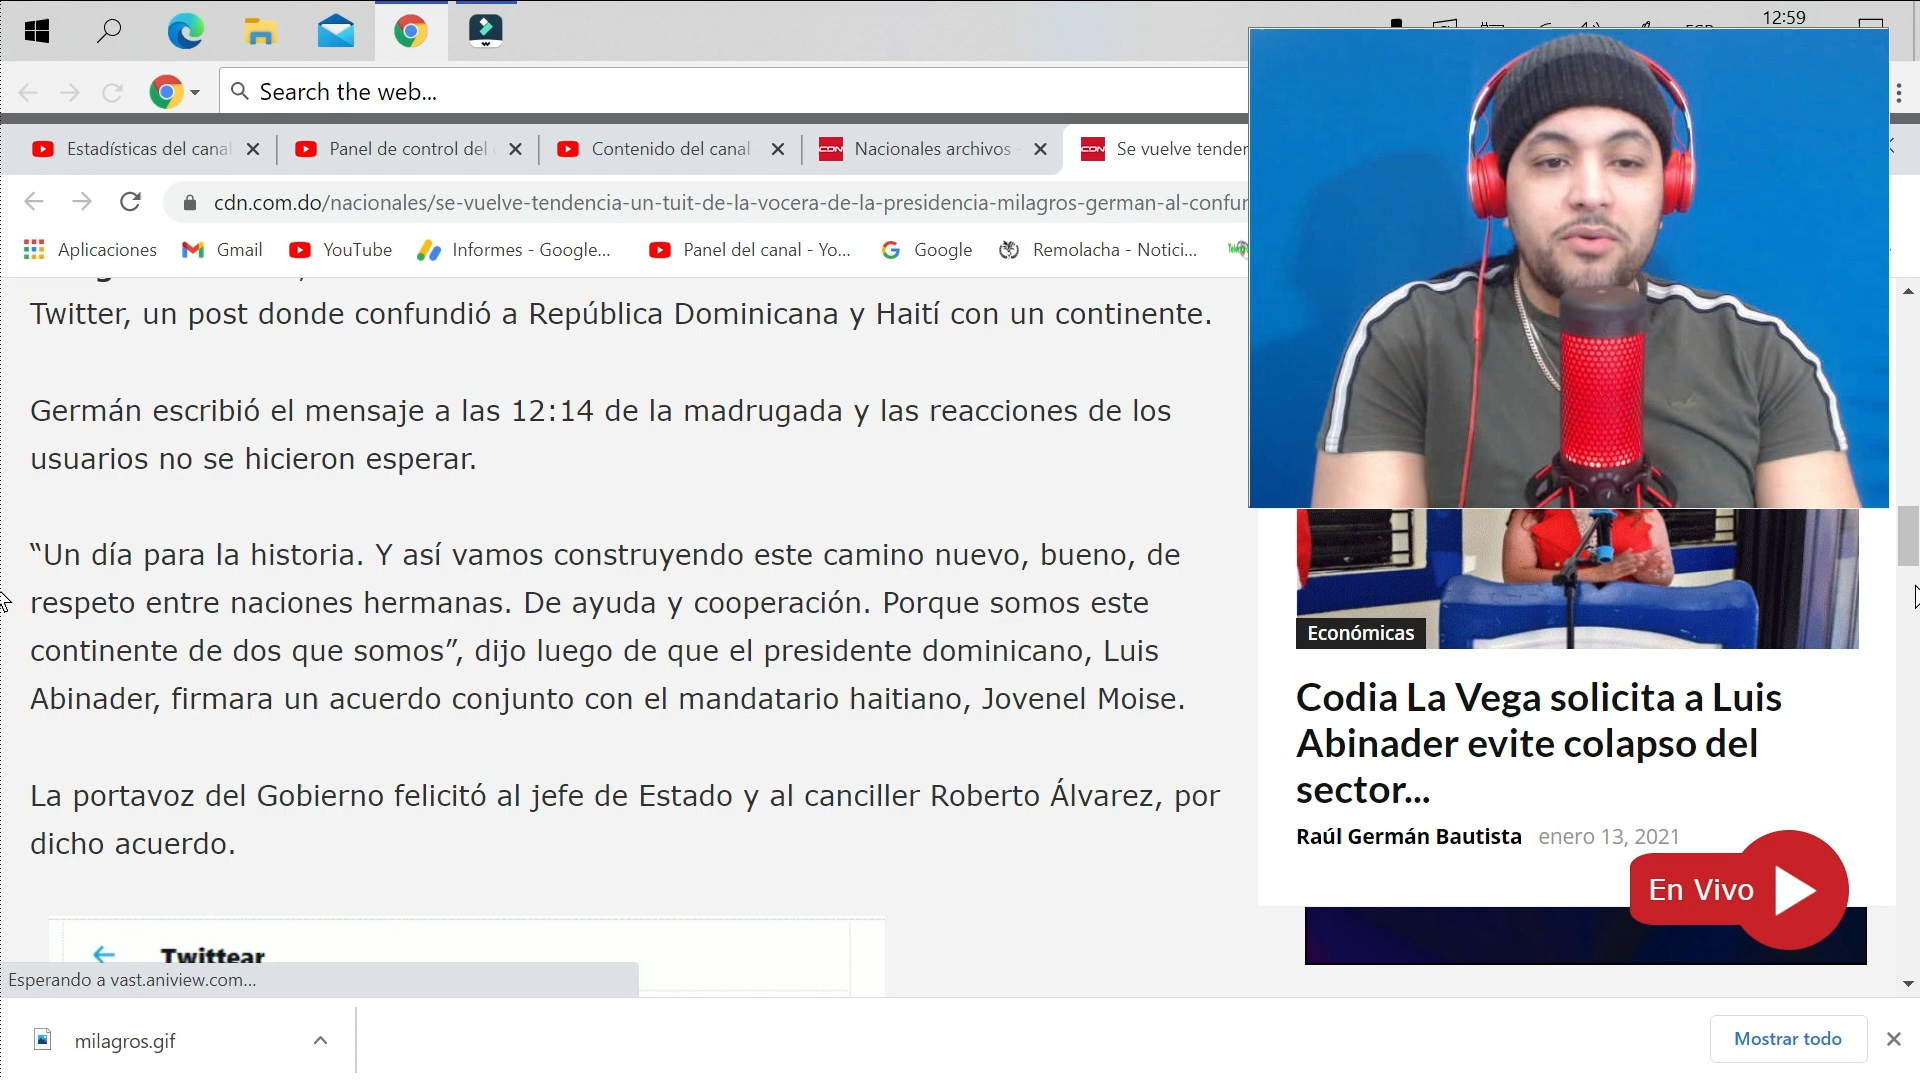 12:59
Search the web...
Estadísticas del canal
Panel de control del
Contenido del canal
CDN
Nacionales archivos
CDN
Se vuelve tender
cdn.com.do/nacionales/se-vuelve-tendencia-un-tuit-de-la-vocera-de-la-presidencia-milagros-german-al-confur
Aplicaciones
Gmail
YouTube
Informes - Google...
Panel del canal - Yo...
Google
Remolacha - Notici...
Twitter, un post donde confundió a República Dominicana y Haití con un continente.
Germán escribió el mensaje a las 12:14 de la madrugada y las reacciones de los
usuarios no se hicieron esperar.
“Un día para la historia. Y así vamos construyendo este camino nuevo, bueno, de
respeto entre naciones hermanas. De ayuda y cooperación. Porque somos este
continente de dos que somos”, dijo luego de que el presidente dominicano, Luis
Abinader, firmara un acuerdo conjunto con el mandatario haitiano, Jovenel Moise.
La portavoz del Gobierno felicitó al jefe de Estado y al canciller Roberto Álvarez, por
dicho acuerdo.
Twittear
Esperando a vast.aniview.com...
Económicas
Codia La Vega solicita a Luis
Abinader evite colapso del
sector...
Raúl Germán Bautista enero 13, 2021
En Vivo
milagros.gif
Mostrar todo